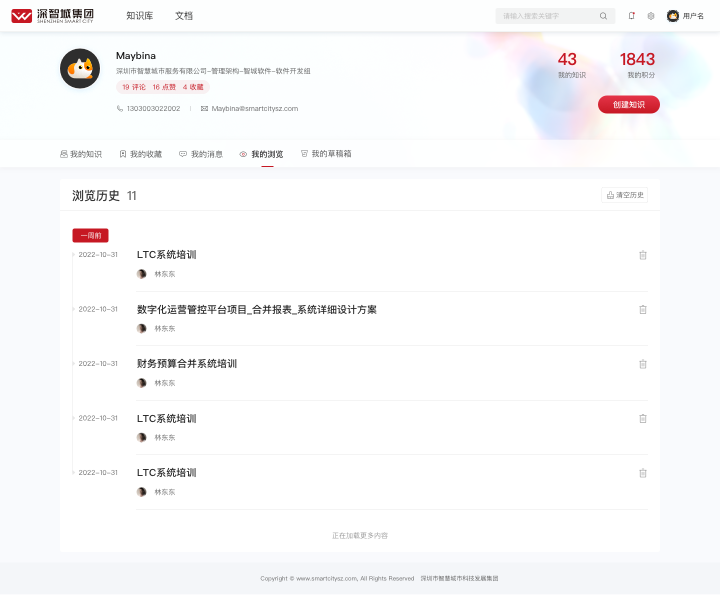 深智城集团
SHENZHEN SMART CITY
知识库 文档
请输入搜索关键字
用户名
Maybina
深圳市智慧城市服务有限公司-管理架构-智城软件-软件开发组
19 评论 16 点赞 4 收藏
1303003022002 | Maybina@smartcitysz.com
43 1843
我的知识 我的积分
创建知识
我的知识 我的收藏 我的消息 我的浏览 我的草稿箱
浏览历史 11
清空历史
一周前
2022-10-31 LTC系统培训
林东东
2022-10-31 数字化运营管控平台项目_合并报表_系统详细设计方案
林东东
2022-10-31 财务预算合并系统培训
林东东
2022-10-31 LTC系统培训
林东东
2022-10-31 LTC系统培训
林东东
正在加载更多内容
Copyright © www.smartcitysz.com, All Rights Reserved 深圳市智慧城市科技发展集团